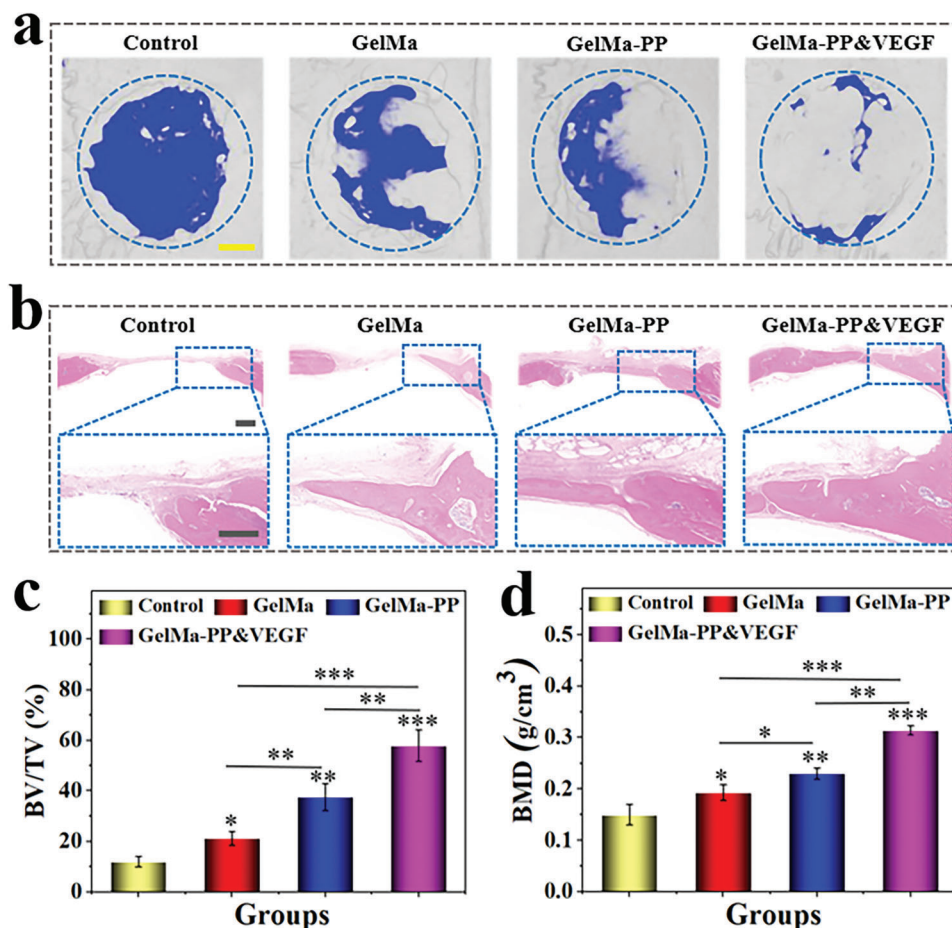 a
Control GelMa GelMa-PP GelMa-PP&VEGF
b
Control GelMa GelMa-PP GelMa-PP&VEGF
c
Control GelMa GelMa-PP
GelMa-PP&VEGF
BV/TV (%)
100
80
60
40
20
0
***
**
***
**
**
*
Groups
d
Control GelMa GelMa-PP
GelMa-PP&VEGF
BMD (g/cm³)
0.5
0.4
0.3
0.2
0.1
0.0
***
**
***
*
**
*
Groups